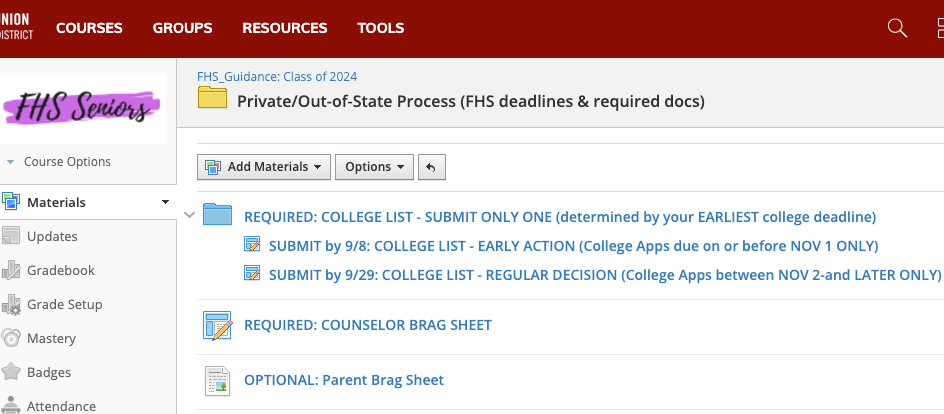 UNION
DISTRICT
COURSES GROUPS RESOURCES TOOLS
FHS_Guidance: Class of 2024
Private/Out-of-State Process (FHS deadlines & required docs)
FHS Seniors
Course Options
Materials
Updates
Gradebook
Grade Setup
Mastery
Badges
Attendance
Add Materials Options
REQUIRED: COLLEGE LIST - SUBMIT ONLY ONE (determined by your EARLIEST college deadline)
SUBMIT by 9/8: COLLEGE LIST - EARLY ACTION (College Apps due on or before NOV 1 ONLY)
SUBMIT by 9/29: COLLEGE LIST - REGULAR DECISION (College Apps between NOV 2-and LATER ONLY)
REQUIRED: COUNSELOR BRAG SHEET
OPTIONAL: Parent Brag Sheet